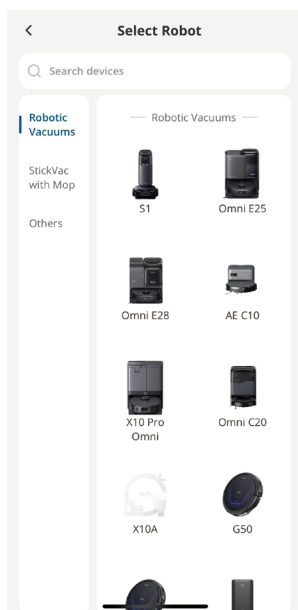 Select Robot
Search devices
Robotic
Vacuums
StickVac
with Mop
Others
Robotic Vacuums
S1
Omni E25
Omni E28
AE C10
X10 Pro
Omni
Omni C20
X10A
G50